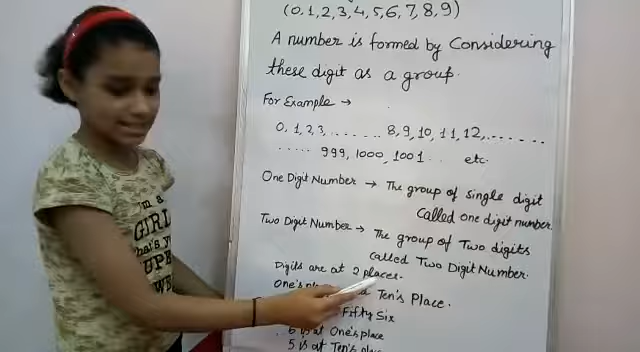 (0,1,2,3,4,5,6,7,8,9)
A number is formed by Considering
these digit as a group.
For Example →
0, 1, 2, 3, ....... 8, 9, 10, 11, 12, .......
..... 999, 1000, 1001 .. etc
One Digit Number → The group of single digit
Called one digit number
Two Digit Number → The group of Two digits
called Two Digit Number.
Digits are at 2 places.
One's Ten's Place.
Fifty Six
6 is at One's place
5 is at Ten's place
I'm a
GIRL